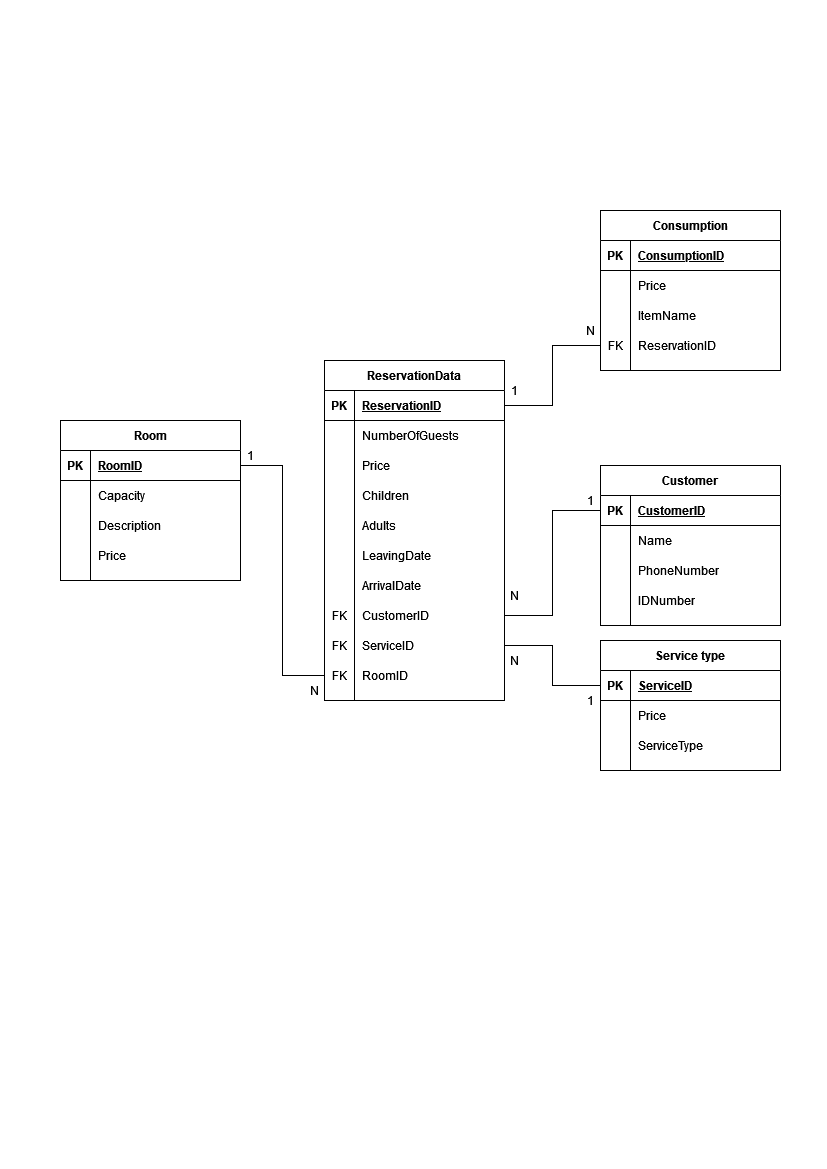 Consumption
PK ConsumptionID
Price
ItemName
N
FK ReservationID
ReservationData
1
PK ReservationID
NumberOfGuests
Price
Children
Adults
LeavingDate
ArrivalDate
N
FK CustomerID
FK ServiceID
N
FK RoomID
N
Room
1
PK RoomID
Capacity
Description
Price
Customer
1
PK CustomerID
Name
PhoneNumber
IDNumber
Service type
PK ServiceID
1
Price
ServiceType